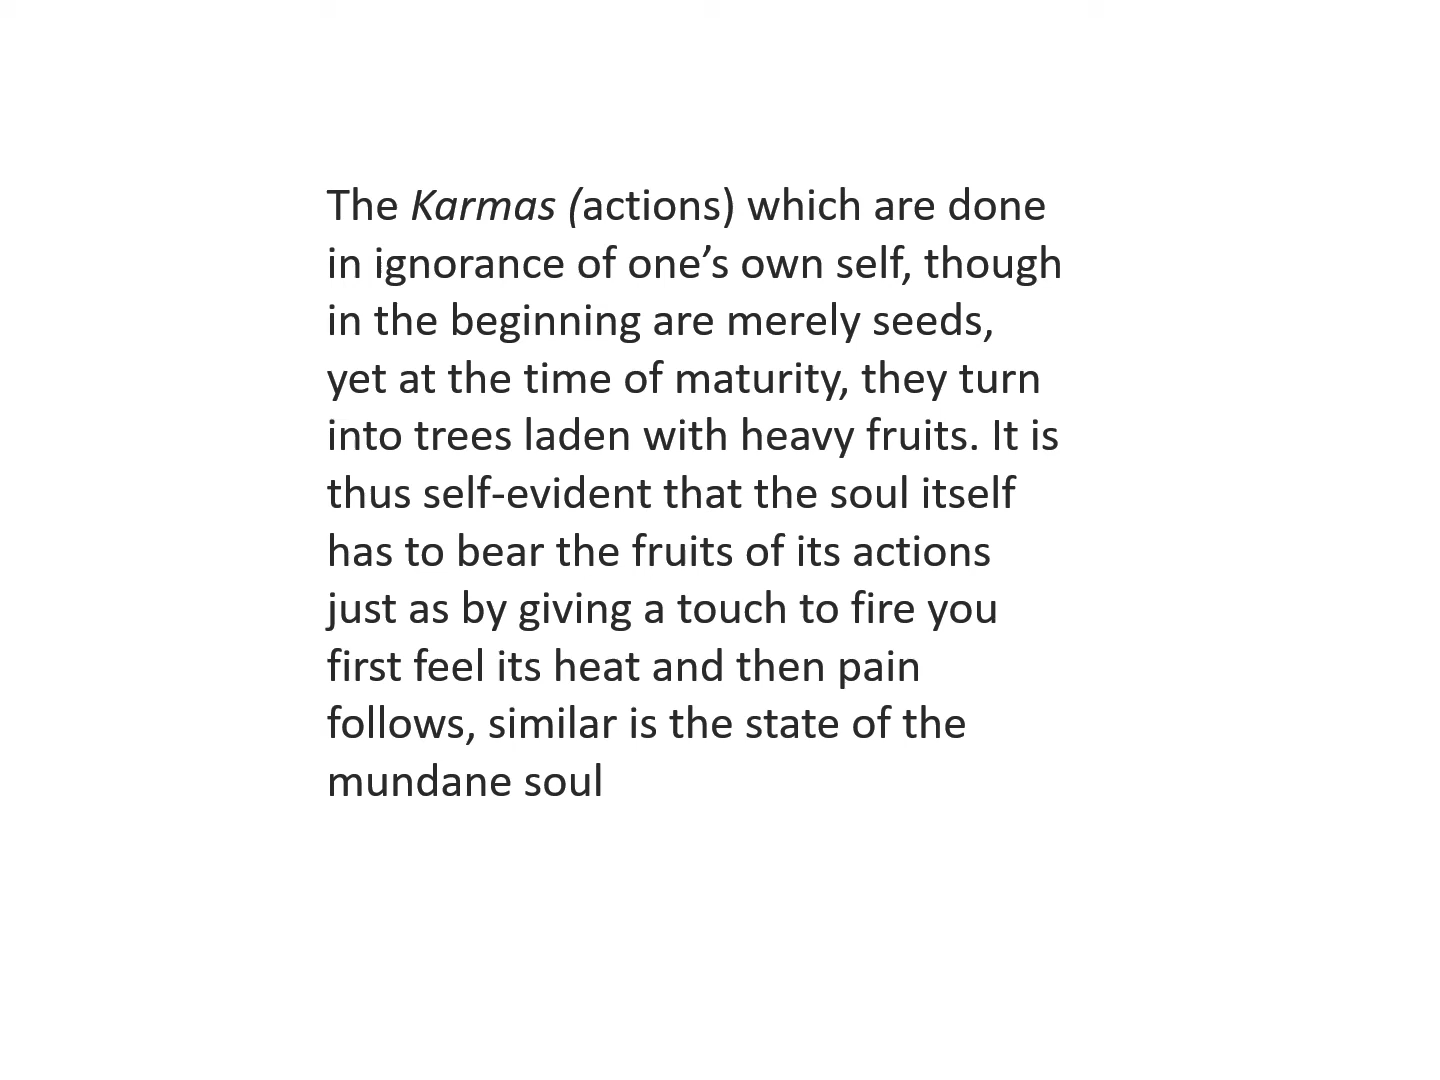 The Karmas (actions) which are done
in ignorance of one’s own self, though
in the beginning are merely seeds,
yet at the time of maturity, they turn
into trees laden with heavy fruits. It is
thus self-evident that the soul itself
has to bear the fruits of its actions
just as by giving a touch to fire you
first feel its heat and then pain
follows, similar is the state of the
mundane soul